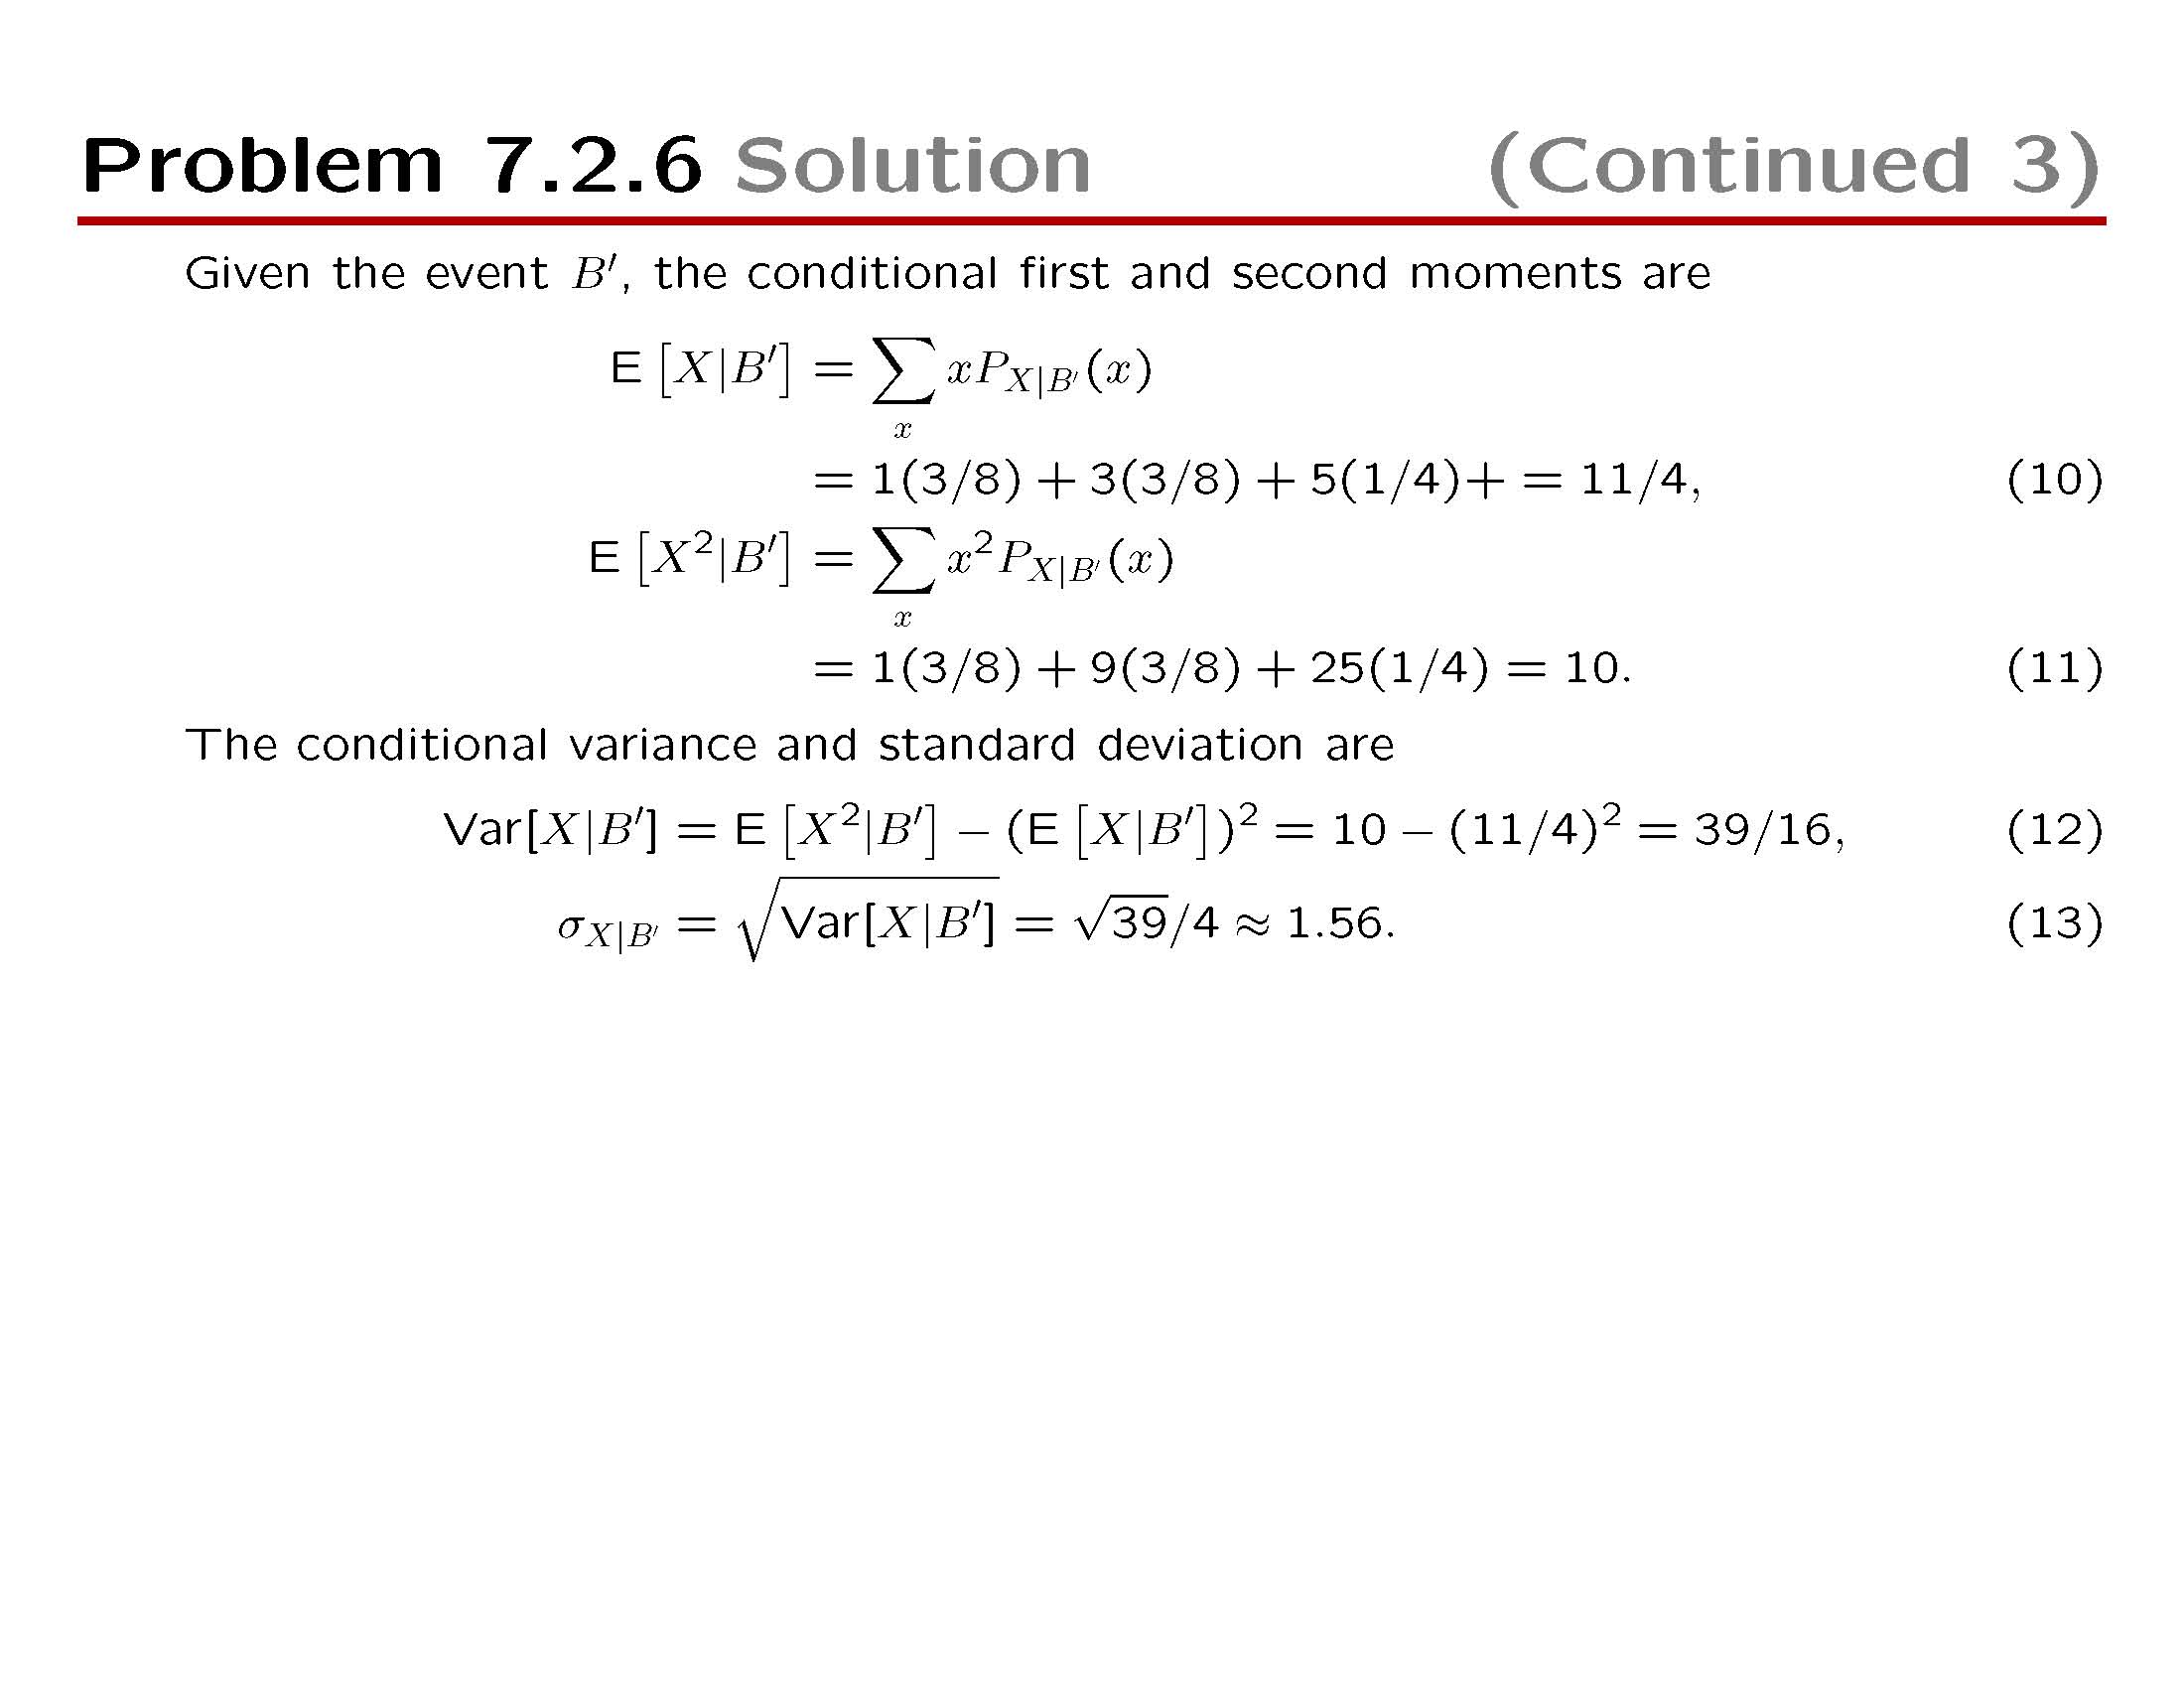 Problem 7.2.6 Solution (Continued 3)
Given the event B′, the conditional first and second moments are
E [X|B′] = ∑ₓ xP_{X|B′}(x)
= 1(3/8) + 3(3/8) + 5(1/4)+ = 11/4, (10)
E [X²|B′] = ∑ₓ x²P_{X|B′}(x)
= 1(3/8) + 9(3/8) + 25(1/4) = 10. (11)
The conditional variance and standard deviation are
Var[X|B′] = E [X²|B′] − (E [X|B′])² = 10 − (11/4)² = 39/16, (12)
σ_{X|B′} = √Var[X|B′] = √39/4 ≈ 1.56. (13)